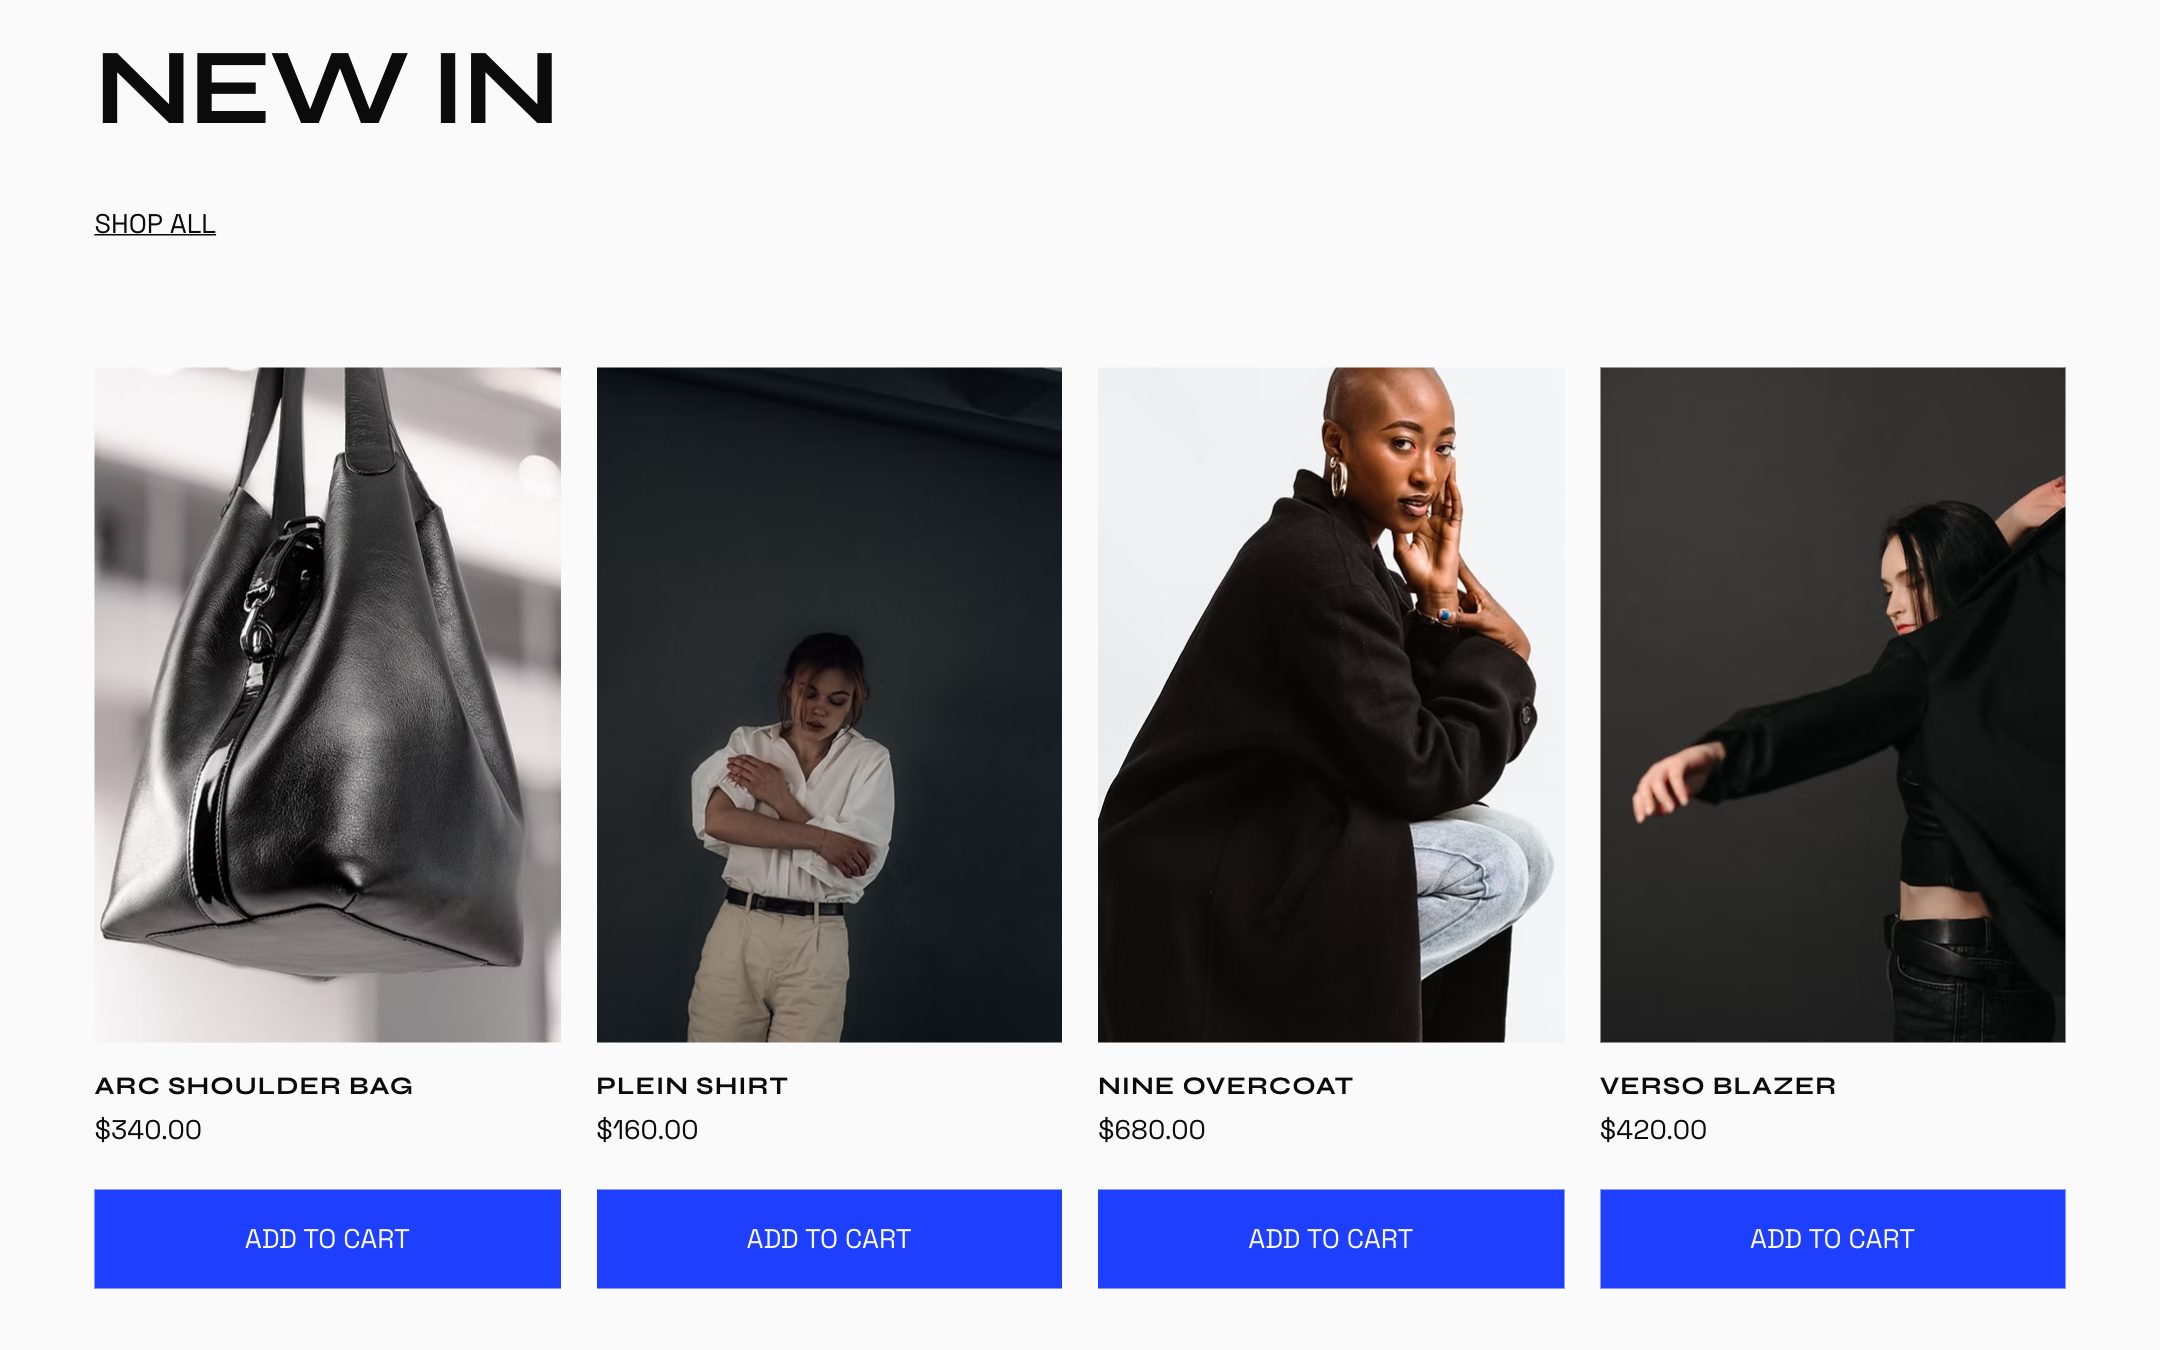 NEW IN
SHOP ALL
ARC SHOULDER BAG
$340.00
ADD TO CART
PLEIN SHIRT
$160.00
ADD TO CART
NINE OVERCOAT
$680.00
ADD TO CART
VERSO BLAZER
$420.00
ADD TO CART